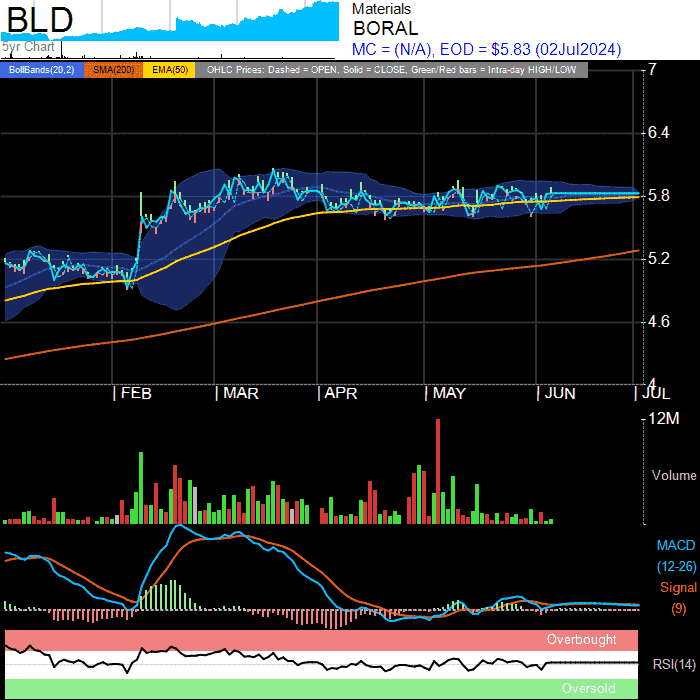 BLD
5yr Chart
Materials
BORAL
MC = (N/A), EOD = $5.83 (02Jul2024)
BollBands(20,2) SMA(200) EMA(50) OHLC Prices: Dashed = OPEN, Solid = CLOSE, Green/Red bars = Intra-day HIGH/LOW
7
6.4
5.8
5.2
4.6
4
FEB MAR APR MAY JUN JUL
12M
Volume
MACD
(12-26)
Signal
(9)
Overbought
RSI(14)
Oversold